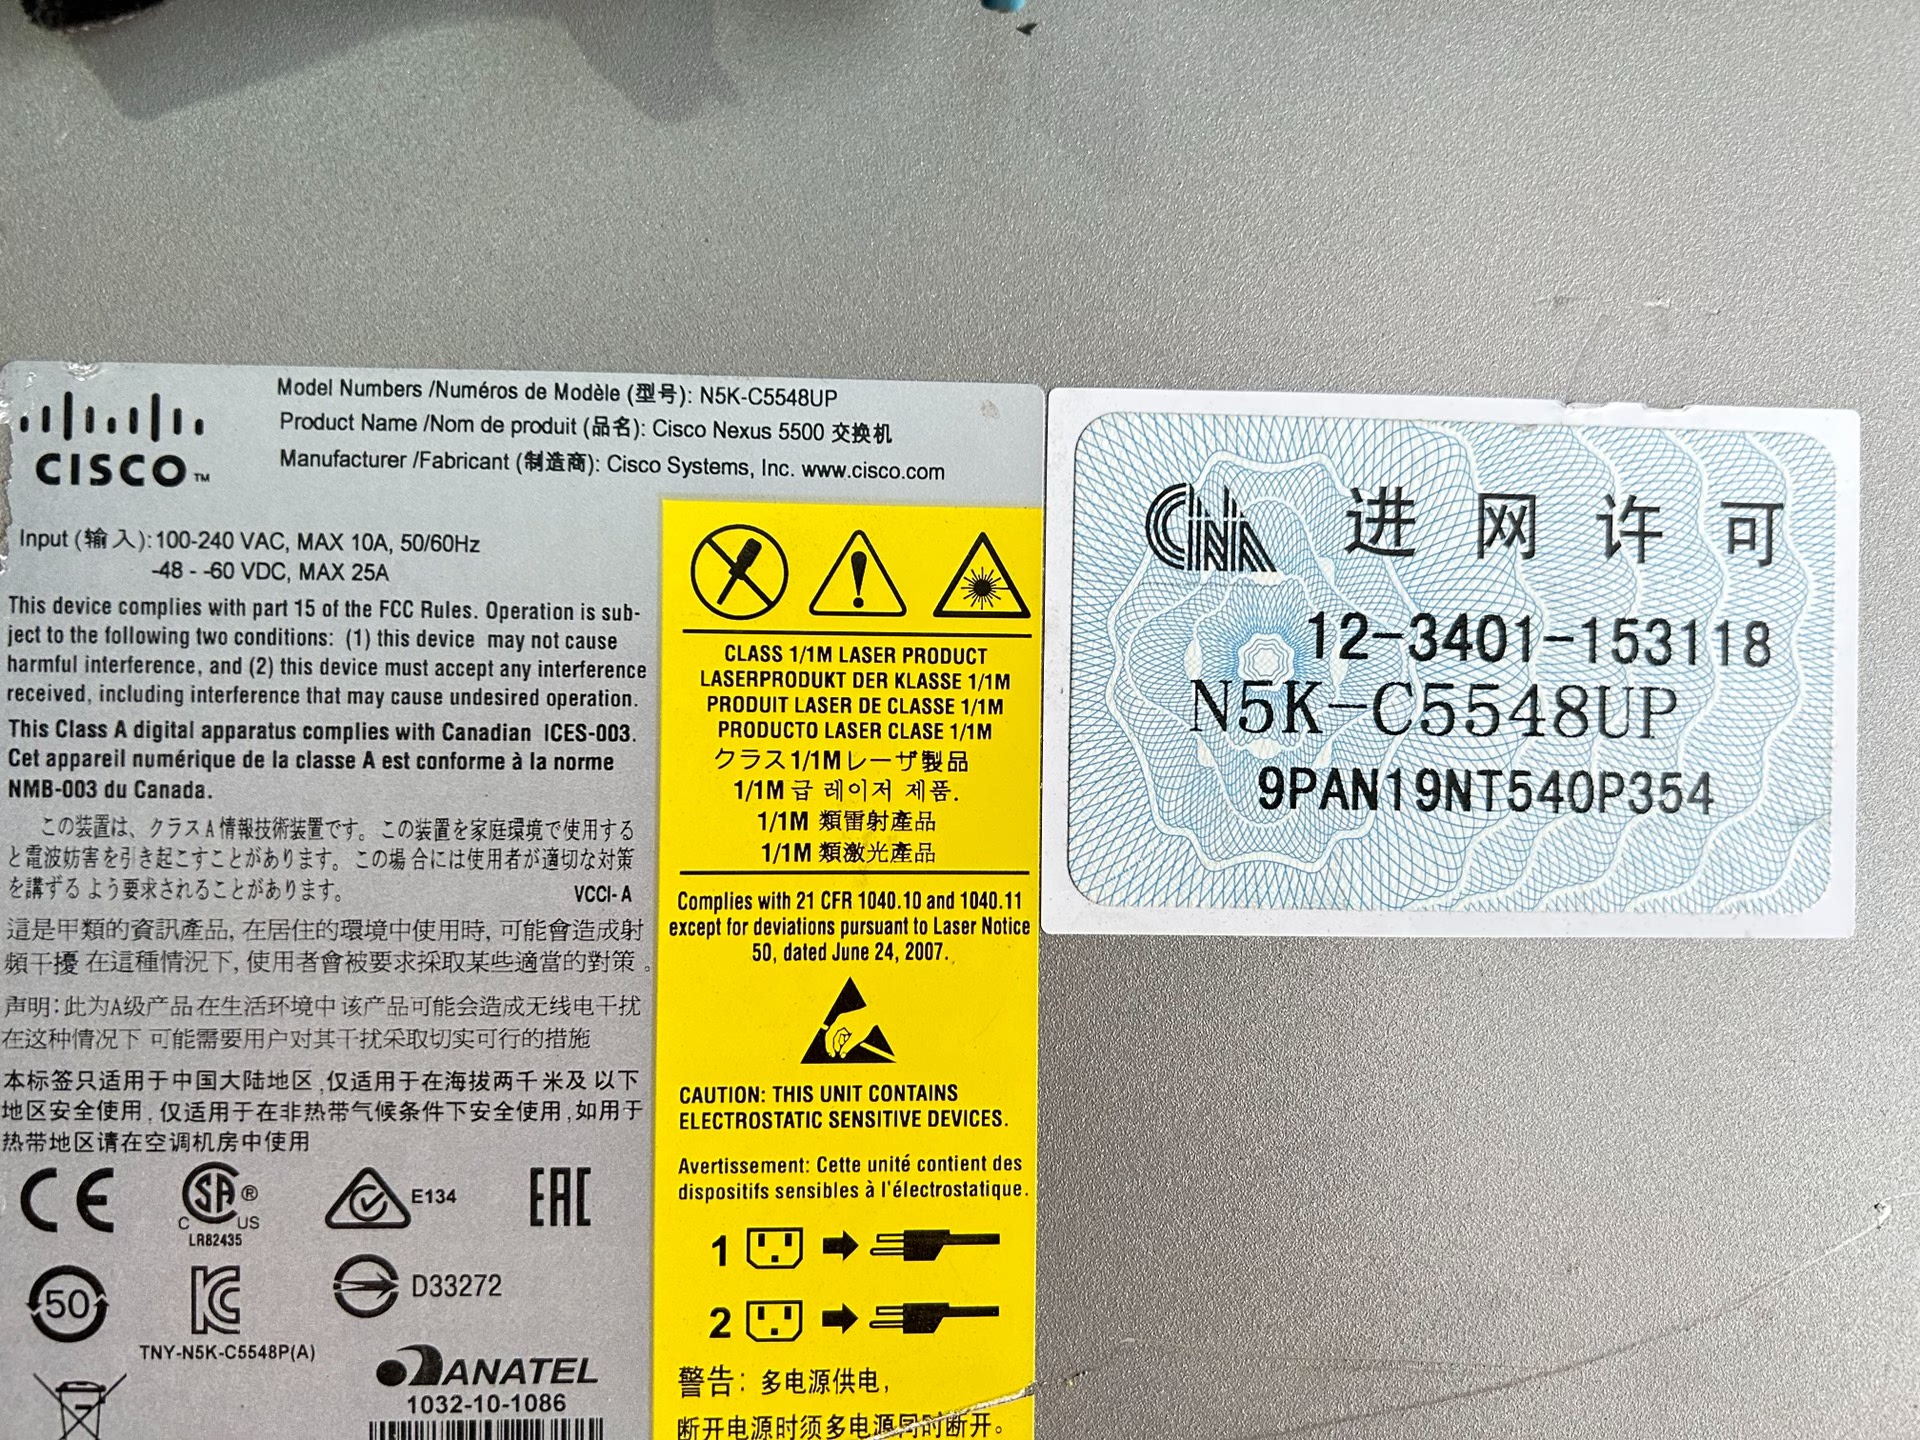 CISCO™
Model Numbers /Numéros de Modèle (型号): N5K-C5548UP
Product Name /Nom de produit (品名): Cisco Nexus 5500 交换机
Manufacturer /Fabricant (制造商): Cisco Systems, Inc. www.cisco.com
Input (输入): 100-240 VAC, MAX 10A, 50/60Hz
-48 - -60 VDC, MAX 25A
This device complies with part 15 of the FCC Rules. Operation is sub-
ject to the following two conditions: (1) this device may not cause
harmful interference, and (2) this device must accept any interference
received, including interference that may cause undesired operation.
This Class A digital apparatus complies with Canadian ICES-003.
Cet appareil numérique de la classe A est conforme à la norme
NMB-003 du Canada.
この装置は、クラスA情報技術装置です。この装置を家庭環境で使用する
と電波妨害を引き起こすことがあります。この場合には使用者が適切な対策
を講ずるよう要求されることがあります。 VCCI-A
這是甲類的資訊產品, 在居住的環境中使用時, 可能會造成射
頻干擾 在這種情況下, 使用者會被要求採取某些適當的對策。
声明: 此为A级产品 在生活环境中 该产品可能会造成无线电干扰
在这种情况下 可能需要用户对其干扰采取切实可行的措施
本标签只适用于中国大陆地区,仅适用于在海拔两千米及以下
地区安全使用,仅适用于在非热带气候条件下安全使用,如用于
热带地区请在空调机房中使用
CE
C SA® US
LR82435
E134
EAC
50
KC
D33272
TNY-N5K-C5548P(A)
ANATEL
1032-10-1086
CLASS 1/1M LASER PRODUCT
LASERPRODUKT DER KLASSE 1/1M
PRODUIT LASER DE CLASSE 1/1M
PRODUCTO LASER CLASE 1/1M
クラス1/1Mレーザ製品
1/1M급 레이저 제품.
1/1M 類雷射產品
1/1M 類激光產品
Complies with 21 CFR 1040.10 and 1040.11
except for deviations pursuant to Laser Notice
50, dated June 24, 2007.
CAUTION: THIS UNIT CONTAINS
ELECTROSTATIC SENSITIVE DEVICES.
Avertissement: Cette unité contient des
dispositifs sensibles à l'électrostatique.
1
2
警告: 多电源供电,
断开电源时须多电源同时断开。
CNA 进网许可
12-3401-153118
N5K-C5548UP
9PAN19NT540P354